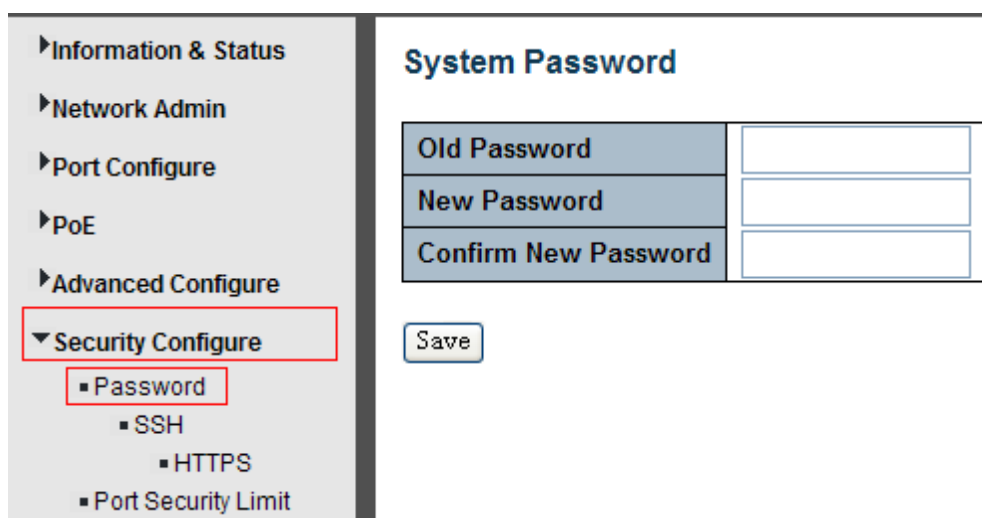 Information & Status
Network Admin
Port Configure
PoE
Advanced Configure
Security Configure
Password
SSH
HTTPS
Port Security Limit
System Password
Old Password
New Password
Confirm New Password
Save